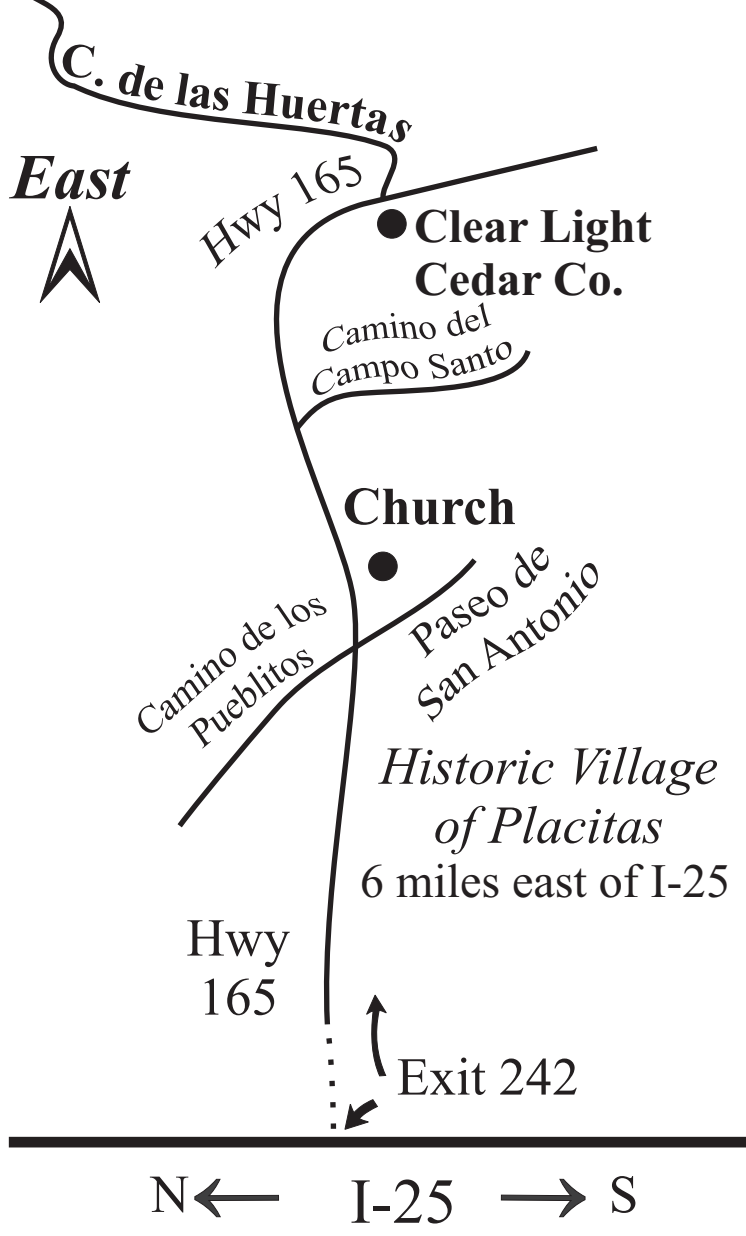 C. de las Huertas
East
Hwy 165
Clear Light
Cedar Co.
Camino del
Campo Santo
Church
Camino de los
Pueblitos
Paseo de
San Antonio
Historic Village
of Placitas
6 miles east of I-25
Hwy
165
Exit 242
N I-25 S